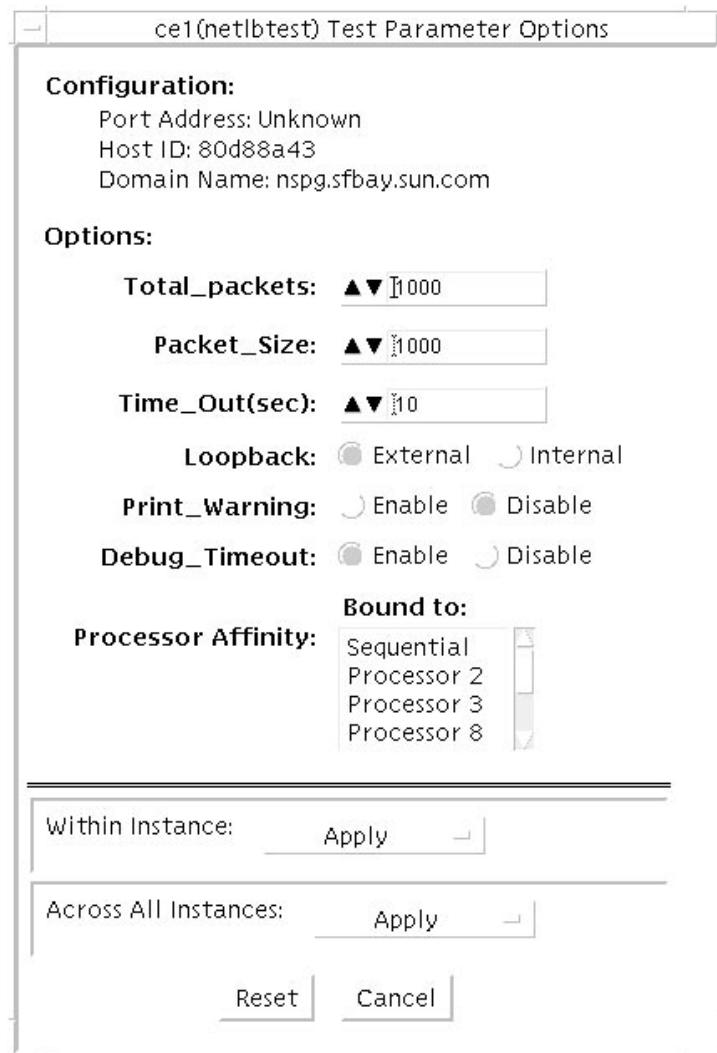 ce1(netlbtest) Test Parameter Options
Configuration:
Port Address: Unknown
Host ID: 80d88a43
Domain Name: nspg.sfbay.sun.com
Options:
Total_packets: 1000
Packet_Size: 1000
Time_Out(sec): 10
Loopback: External Internal
Print_Warning: Enable Disable
Debug_Timeout: Enable Disable
Bound to:
Processor Affinity:
Sequential
Processor 2
Processor 3
Processor 8
Within Instance: Apply
Across All Instances: Apply
Reset Cancel